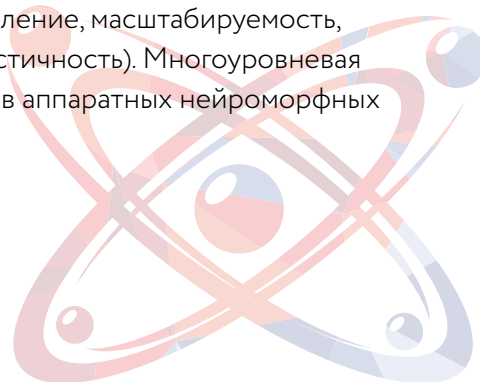 ление, масштабируемость,
стичность). Многоуровневая
в аппаратных нейроморфных